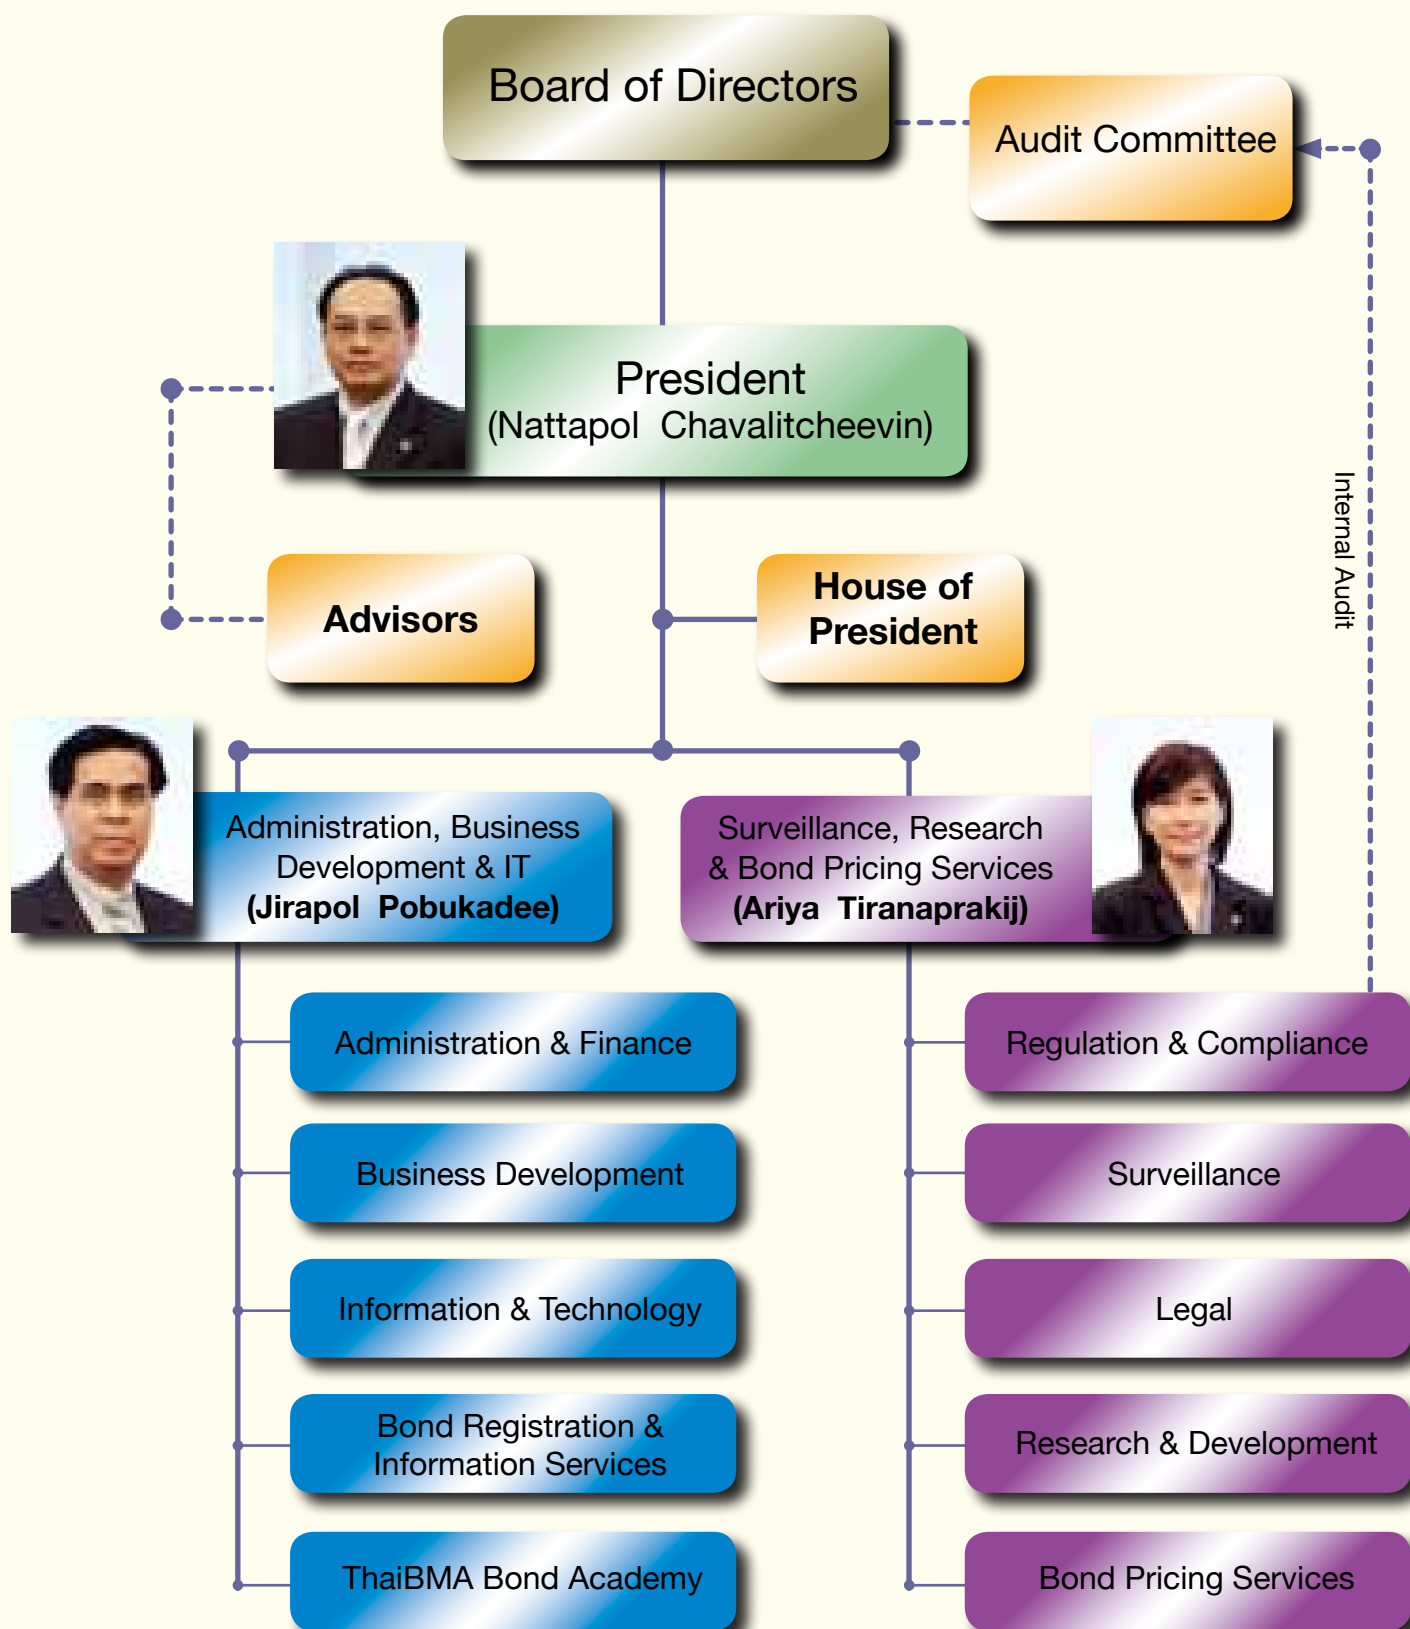 Board of Directors
Audit Committee
President
(Nattapol Chavalitcheevin)
Internal Audit
Advisors
House of
President
Administration, Business
Development & IT
(Jirapol Pobukadee)
Surveillance, Research
& Bond Pricing Services
(Ariya Tiranaprakij)
Administration & Finance
Business Development
Information & Technology
Bond Registration &
Information Services
ThaiBMA Bond Academy
Regulation & Compliance
Surveillance
Legal
Research & Development
Bond Pricing Services